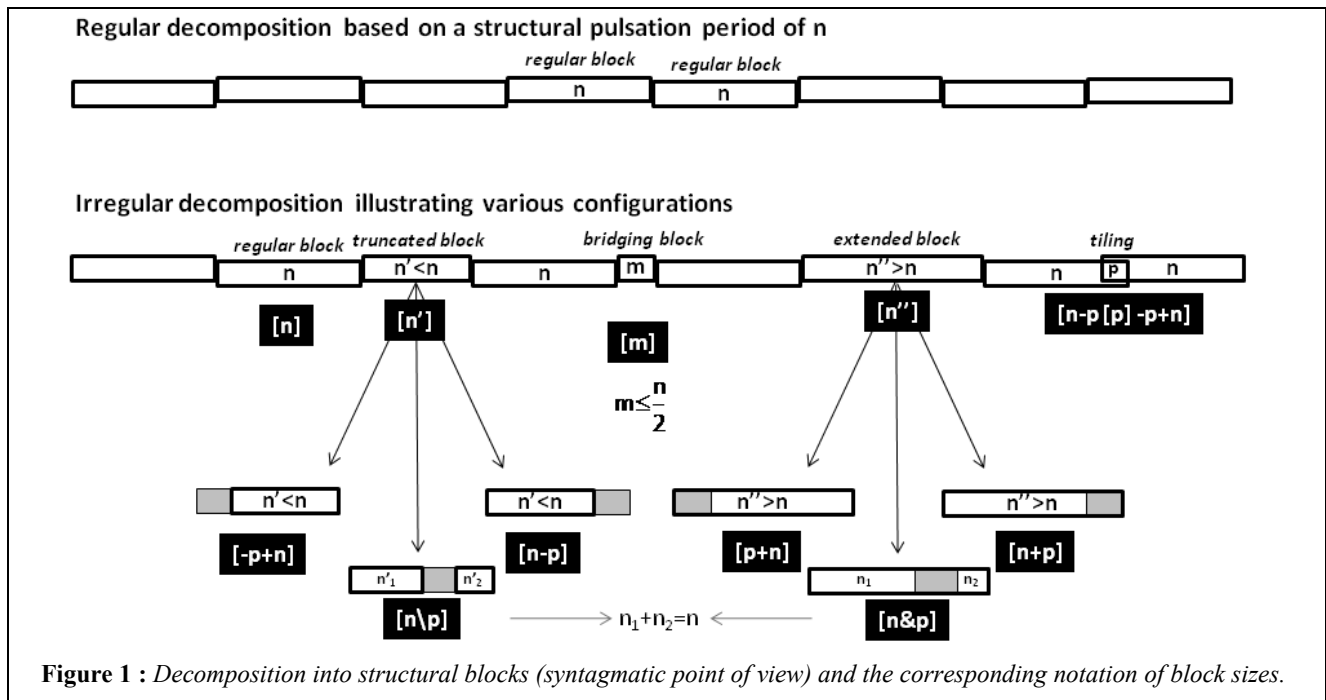 Regular decomposition based on a structural pulsation period of n
regular block regular block
n n
Irregular decomposition illustrating various configurations
regular block truncated block bridging block extended block tiling
n n'<n n m n''>n n p n
[n] [n'] [m] [n''] [n-p [p] -p+n]
m≤n/2
n'<n n'<n n''>n n''>n
[-p+n] [n-p] [p+n] [n+p]
n'₁ n'₂ n₁ n₂
[n\p] n₁+n₂=n [n&p]
Figure 1 : Decomposition into structural blocks (syntagmatic point of view) and the corresponding notation of block sizes.